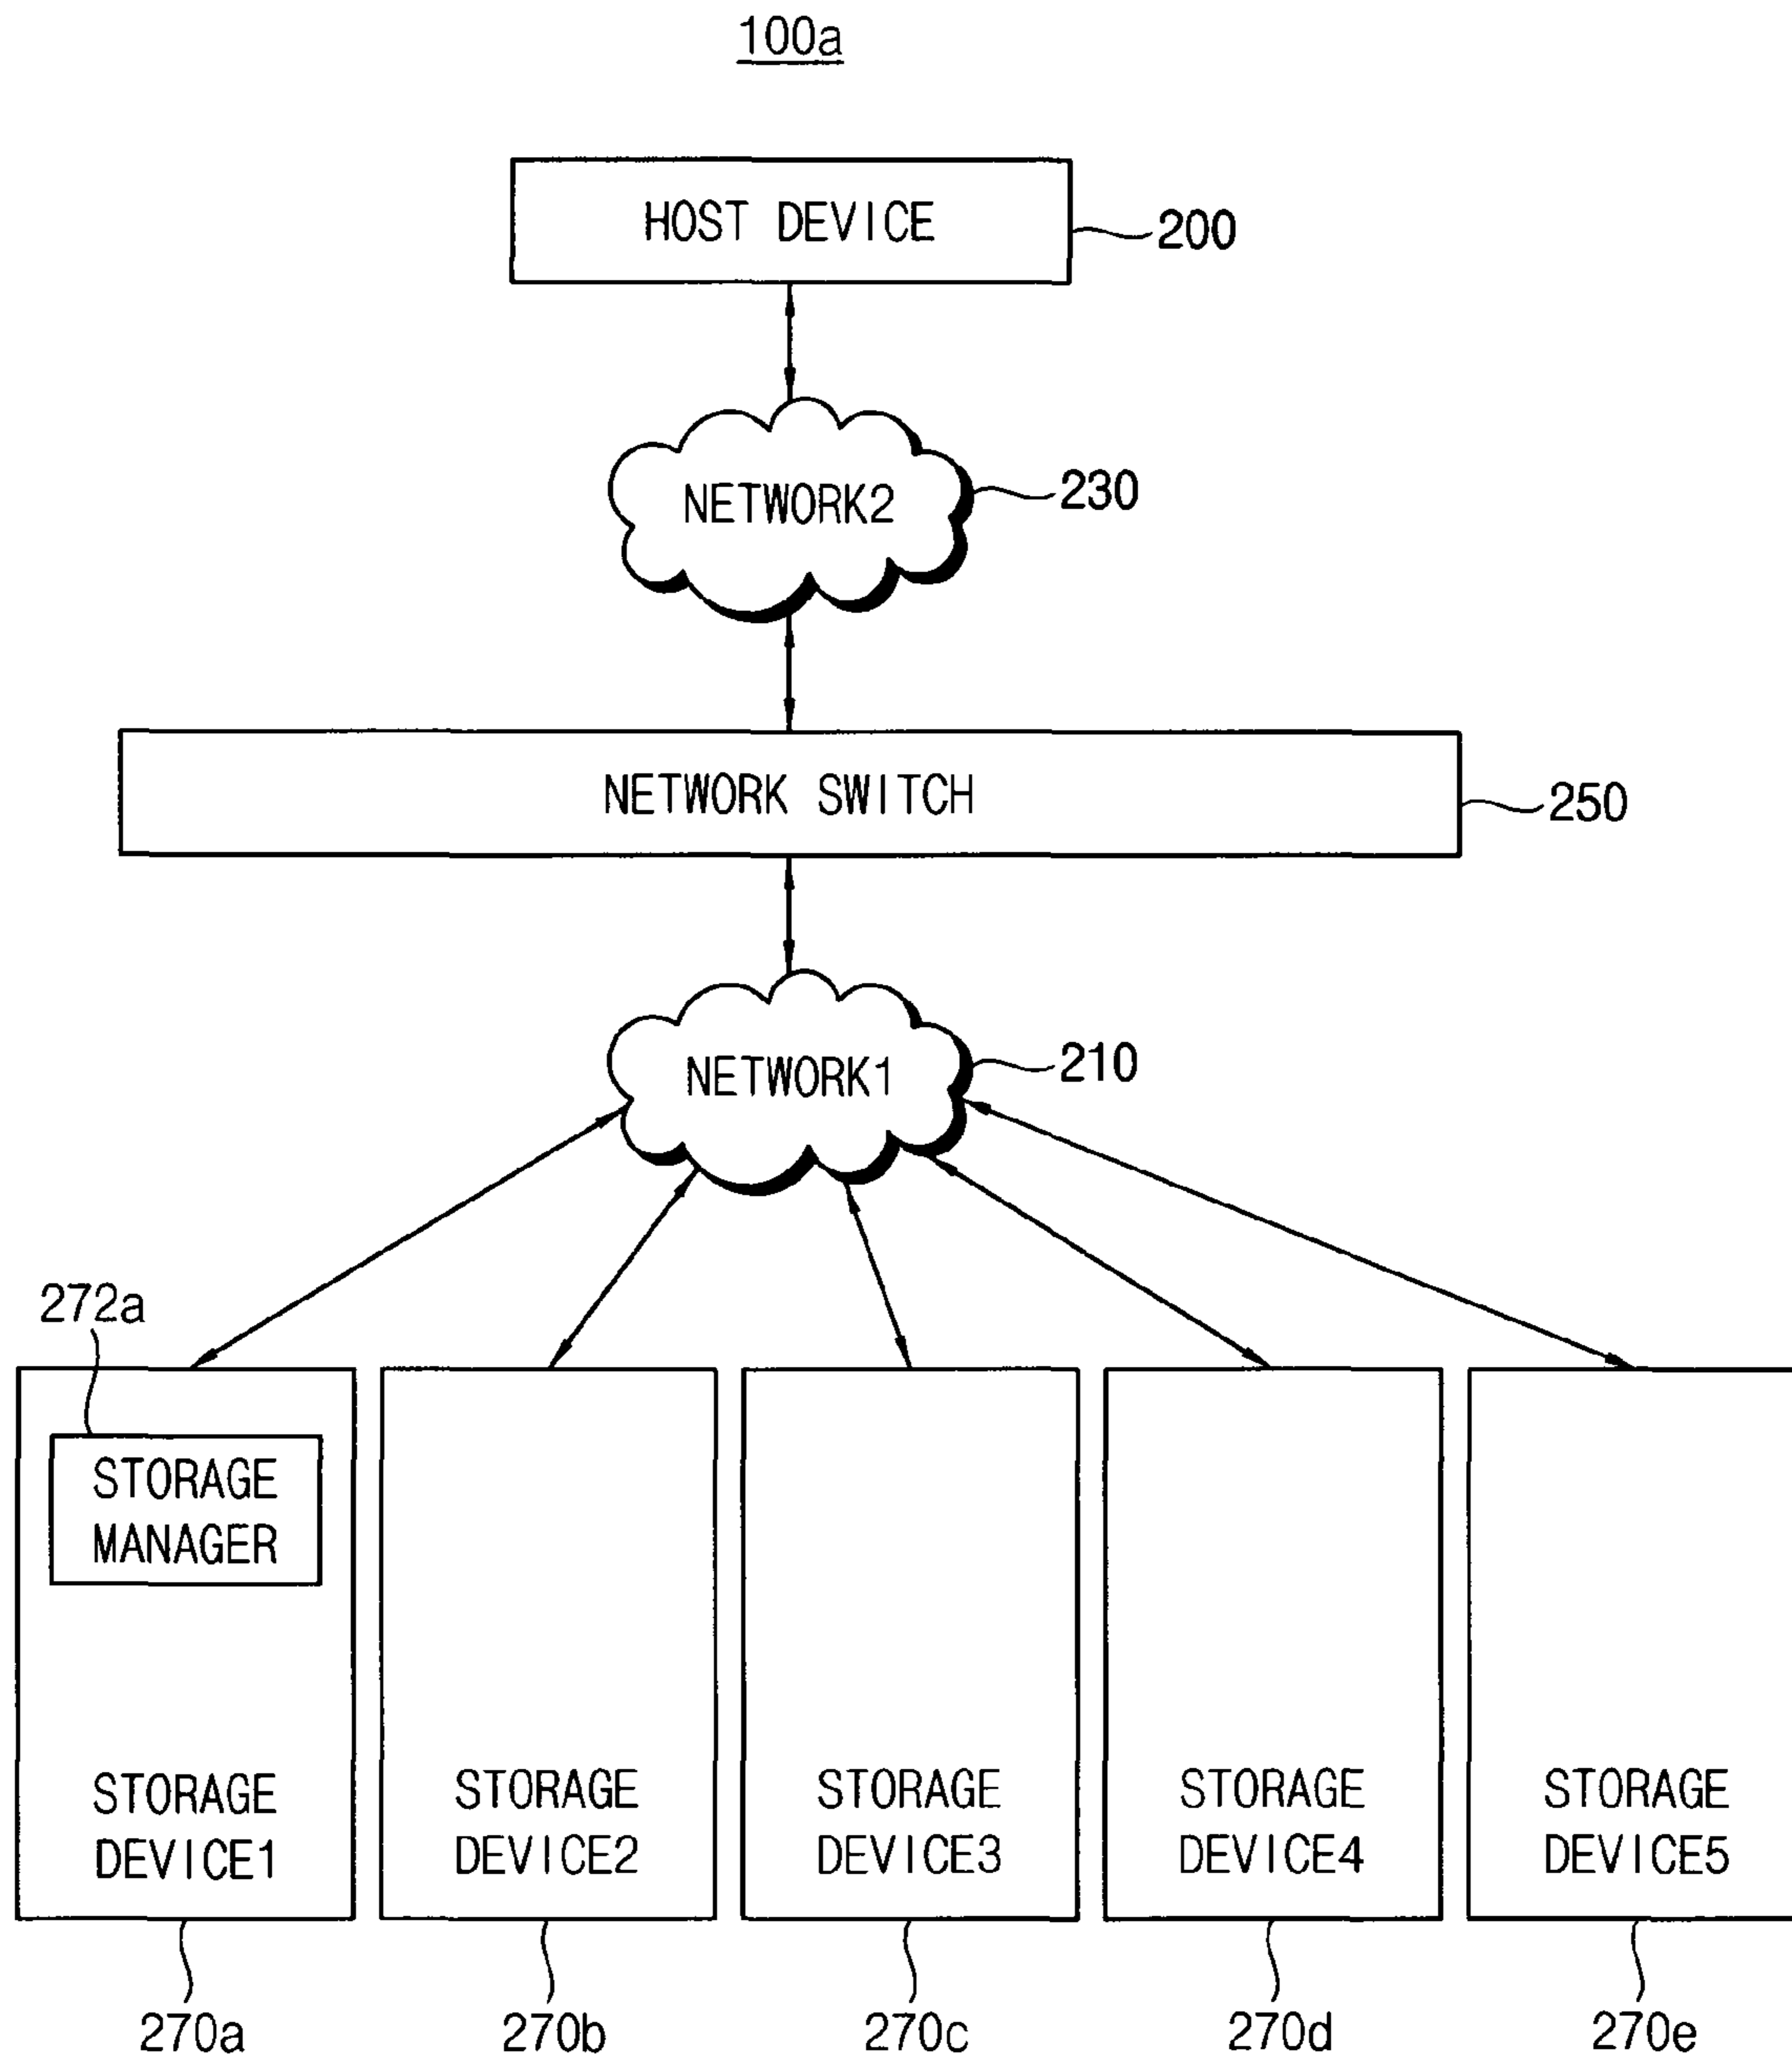 100a
HOST DEVICE
200
NETWORK2
230
NETWORK SWITCH
250
NETWORK1
210
272a
STORAGE
MANAGER
STORAGE
DEVICE1
STORAGE
DEVICE2
STORAGE
DEVICE3
STORAGE
DEVICE4
STORAGE
DEVICE5
270a
270b
270c
270d
270e